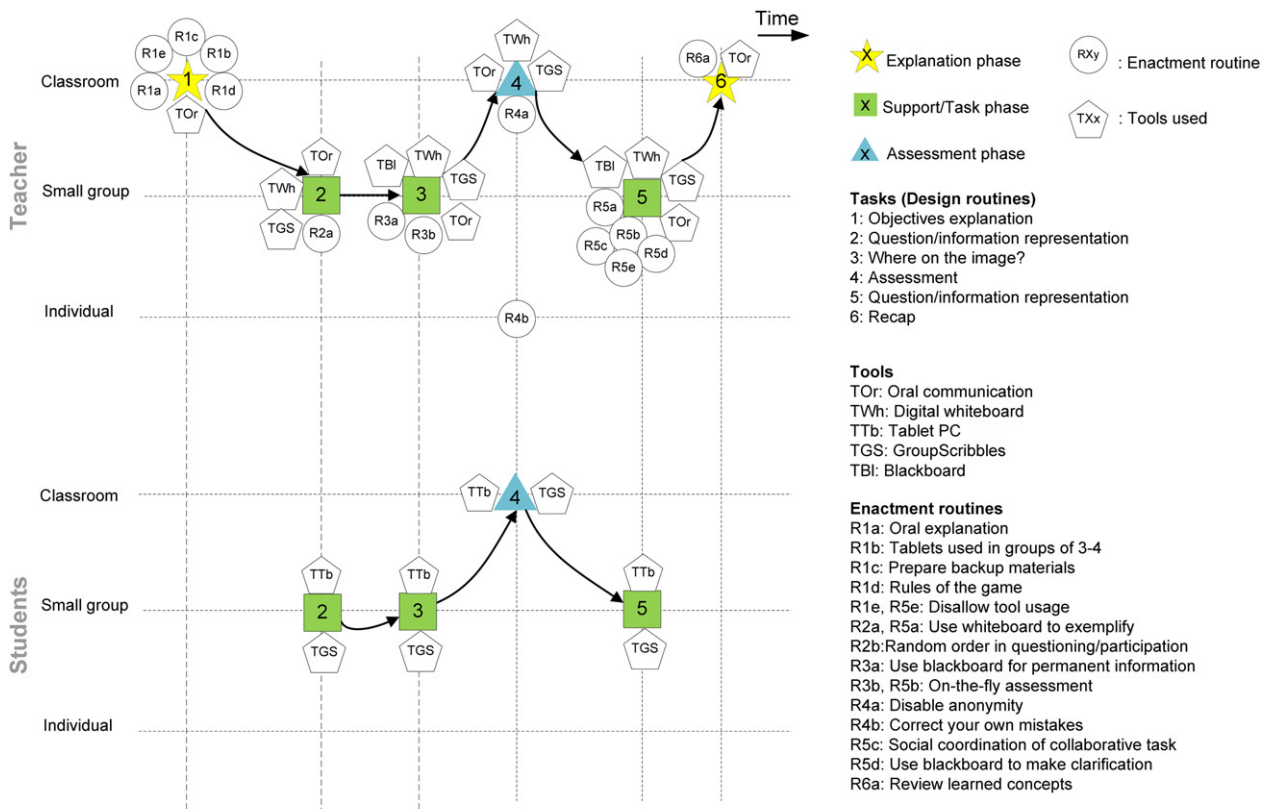 Time
R1c
R1e
R1b
R1a
1
R1d
TOr
TWh
TOr
4
TGS
R4a
R6a
TOr
6
Classroom
Teacher
Small group
TOr
TWh
2
TGS
R2a
TBl
TWh
3
TGS
R3a
R3b
TOr
TBl
TWh
5
TGS
R5a
TOr
R5b
R5c
R5d
R5e
Individual
R4b
Students
Classroom
TTb
4
TGS
Small group
TTb
2
TGS
TTb
3
TGS
TTb
5
TGS
Individual
X
Explanation phase
RXy
: Enactment routine
X
Support/Task phase
TXx
: Tools used
X
Assessment phase
Tasks (Design routines)
1: Objectives explanation
2: Question/information representation
3: Where on the image?
4: Assessment
5: Question/information representation
6: Recap
Tools
TOr: Oral communication
TWh: Digital whiteboard
TTb: Tablet PC
TGS: GroupScribbles
TBl: Blackboard
Enactment routines
R1a: Oral explanation
R1b: Tablets used in groups of 3-4
R1c: Prepare backup materials
R1d: Rules of the game
R1e, R5e: Disallow tool usage
R2a, R5a: Use whiteboard to exemplify
R2b:Random order in questioning/participation
R3a: Use blackboard for permanent information
R3b, R5b: On-the-fly assessment
R4a: Disable anonymity
R4b: Correct your own mistakes
R5c: Social coordination of collaborative task
R5d: Use blackboard to make clarification
R6a: Review learned concepts